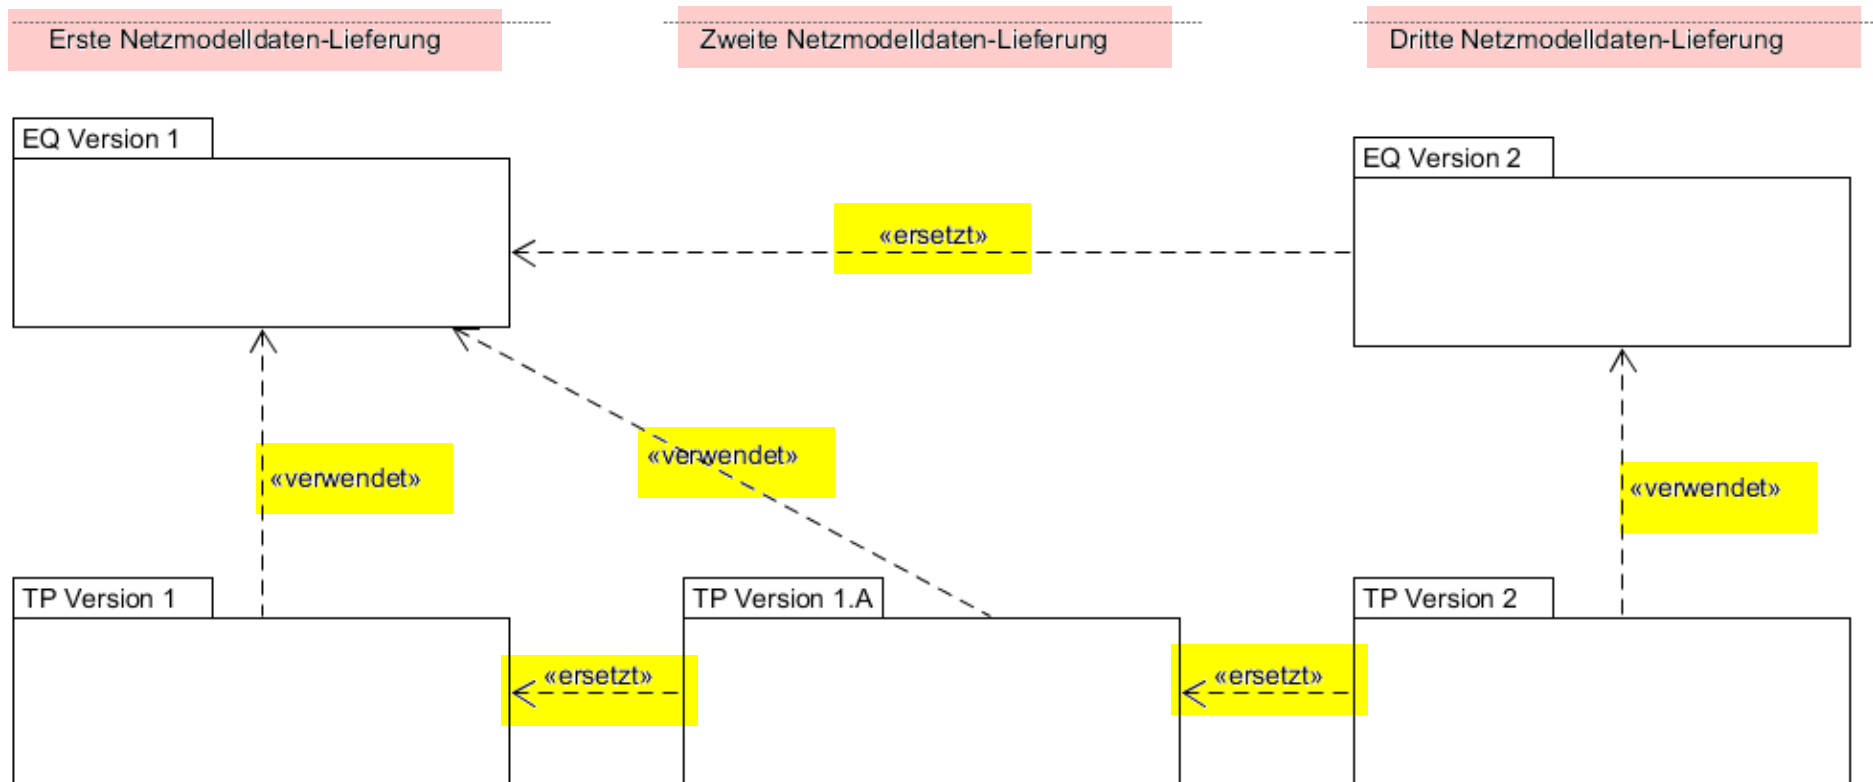 Erste Netzmodelldaten-Lieferung
Zweite Netzmodelldaten-Lieferung
Dritte Netzmodelldaten-Lieferung
EQ Version 1
EQ Version 2
«ersetzt»
«verwendet»
«verwendet»
«verwendet»
TP Version 1
TP Version 1.A
TP Version 2
«ersetzt»
«ersetzt»